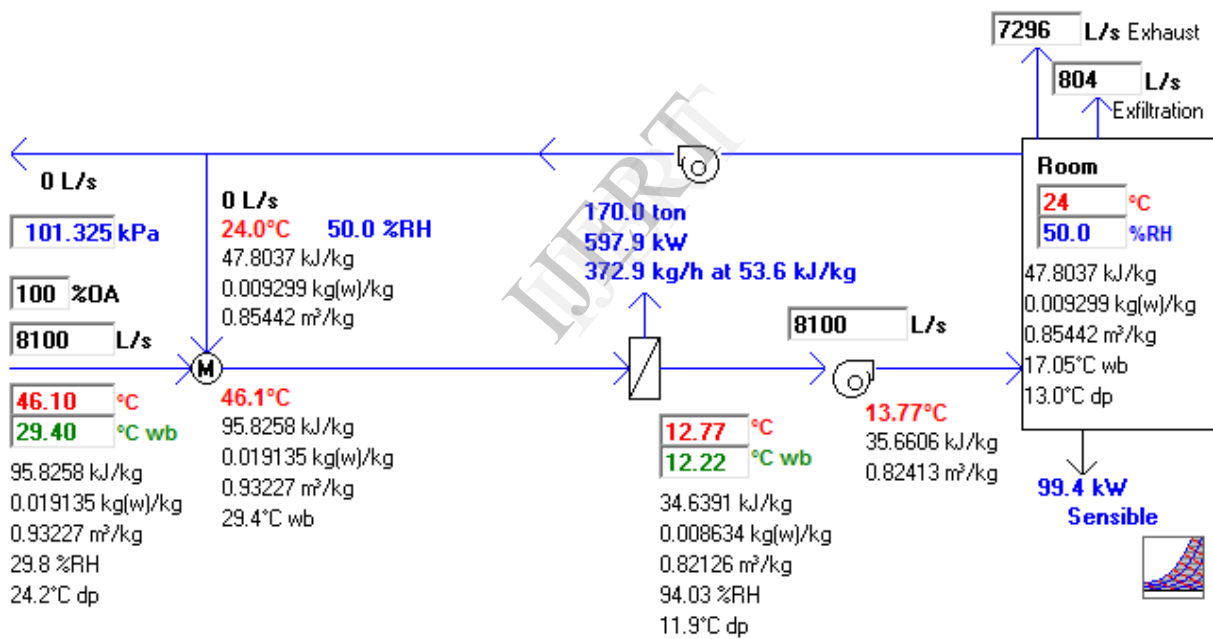 7296 L/s Exhaust
804 L/s
Exfiltration
0 L/s
101.325 kPa
100 %OA
8100 L/s
46.10 °C
29.40 °C wb
95.8258 kJ/kg
0.019135 kg(w)/kg
0.93227 m³/kg
29.8 %RH
24.2°C dp
0 L/s
24.0°C 50.0 %RH
47.8037 kJ/kg
0.009299 kg(w)/kg
0.85442 m³/kg
M
46.1°C
95.8258 kJ/kg
0.019135 kg(w)/kg
0.93227 m³/kg
29.4°C wb
IJERT
170.0 ton
597.9 kW
372.9 kg/h at 53.6 kJ/kg
12.77 °C
12.22 °C wb
34.6391 kJ/kg
0.008634 kg(w)/kg
0.82126 m³/kg
94.03 %RH
11.9°C dp
8100 L/s
13.77°C
35.6606 kJ/kg
0.82413 m³/kg
Room
24 °C
50.0 %RH
47.8037 kJ/kg
0.009299 kg(w)/kg
0.85442 m³/kg
17.05°C wb
13.0°C dp
99.4 kW
Sensible